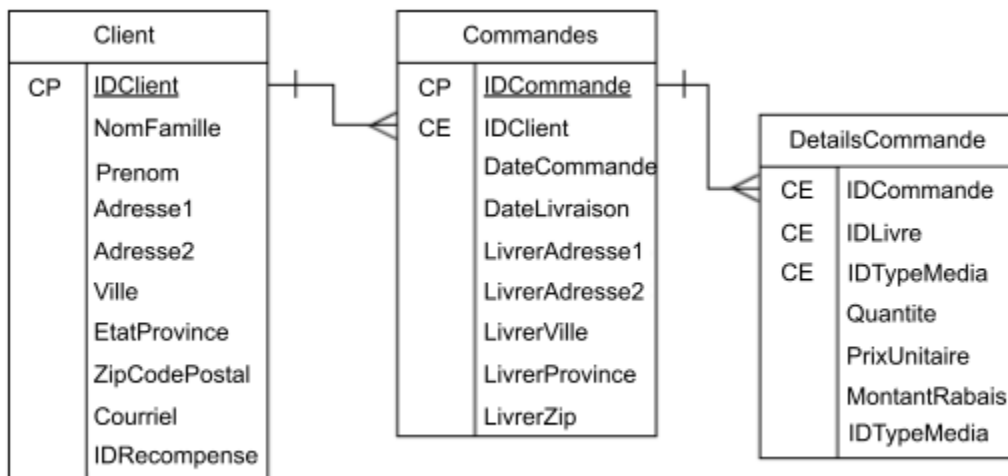 Client
CP IDClient
NomFamille
Prenom
Adresse1
Adresse2
Ville
EtatProvince
ZipCodePostal
Courriel
IDRecompense
Commandes
CP IDCommande
CE IDClient
DateCommande
DateLivraison
LivrerAdresse1
LivrerAdresse2
LivrerVille
LivrerProvince
LivrerZip
DetailsCommande
CE IDCommande
CE IDLivre
CE IDTypeMedia
Quantite
PrixUnitaire
MontantRabais
IDTypeMedia